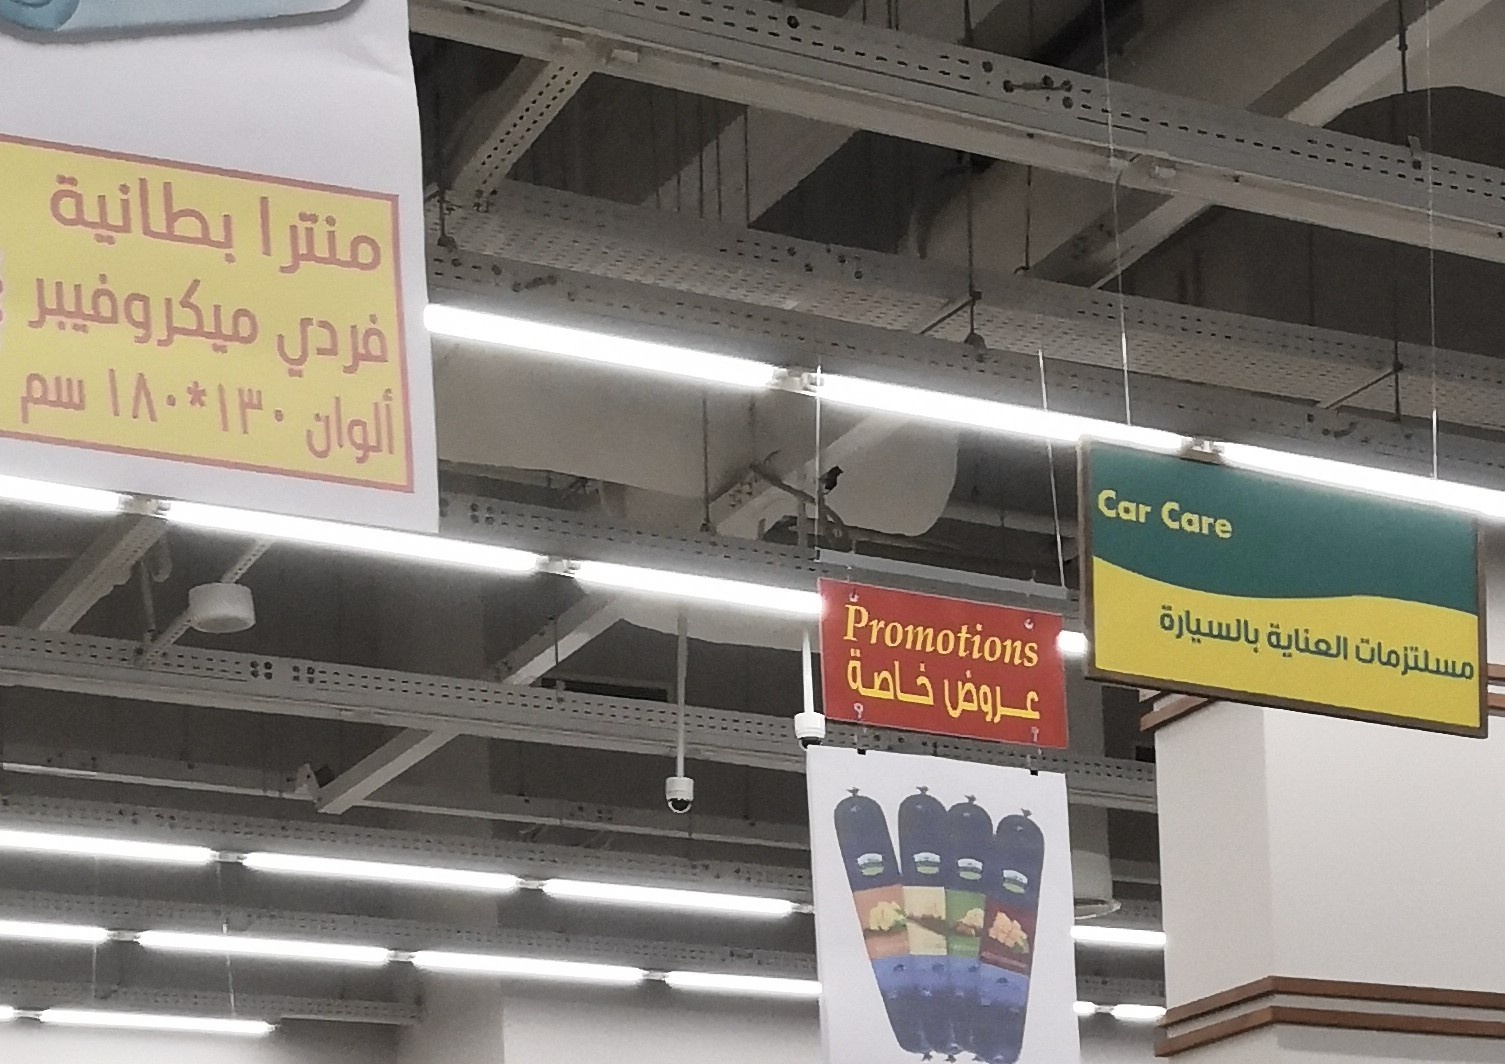 منترا بطانية
فردي ميكروفيبر
ألوان ١٣٠*١٨٠ سم
Car Care
مستلزمات العناية بالسيارة
Promotions
عروض خاصة